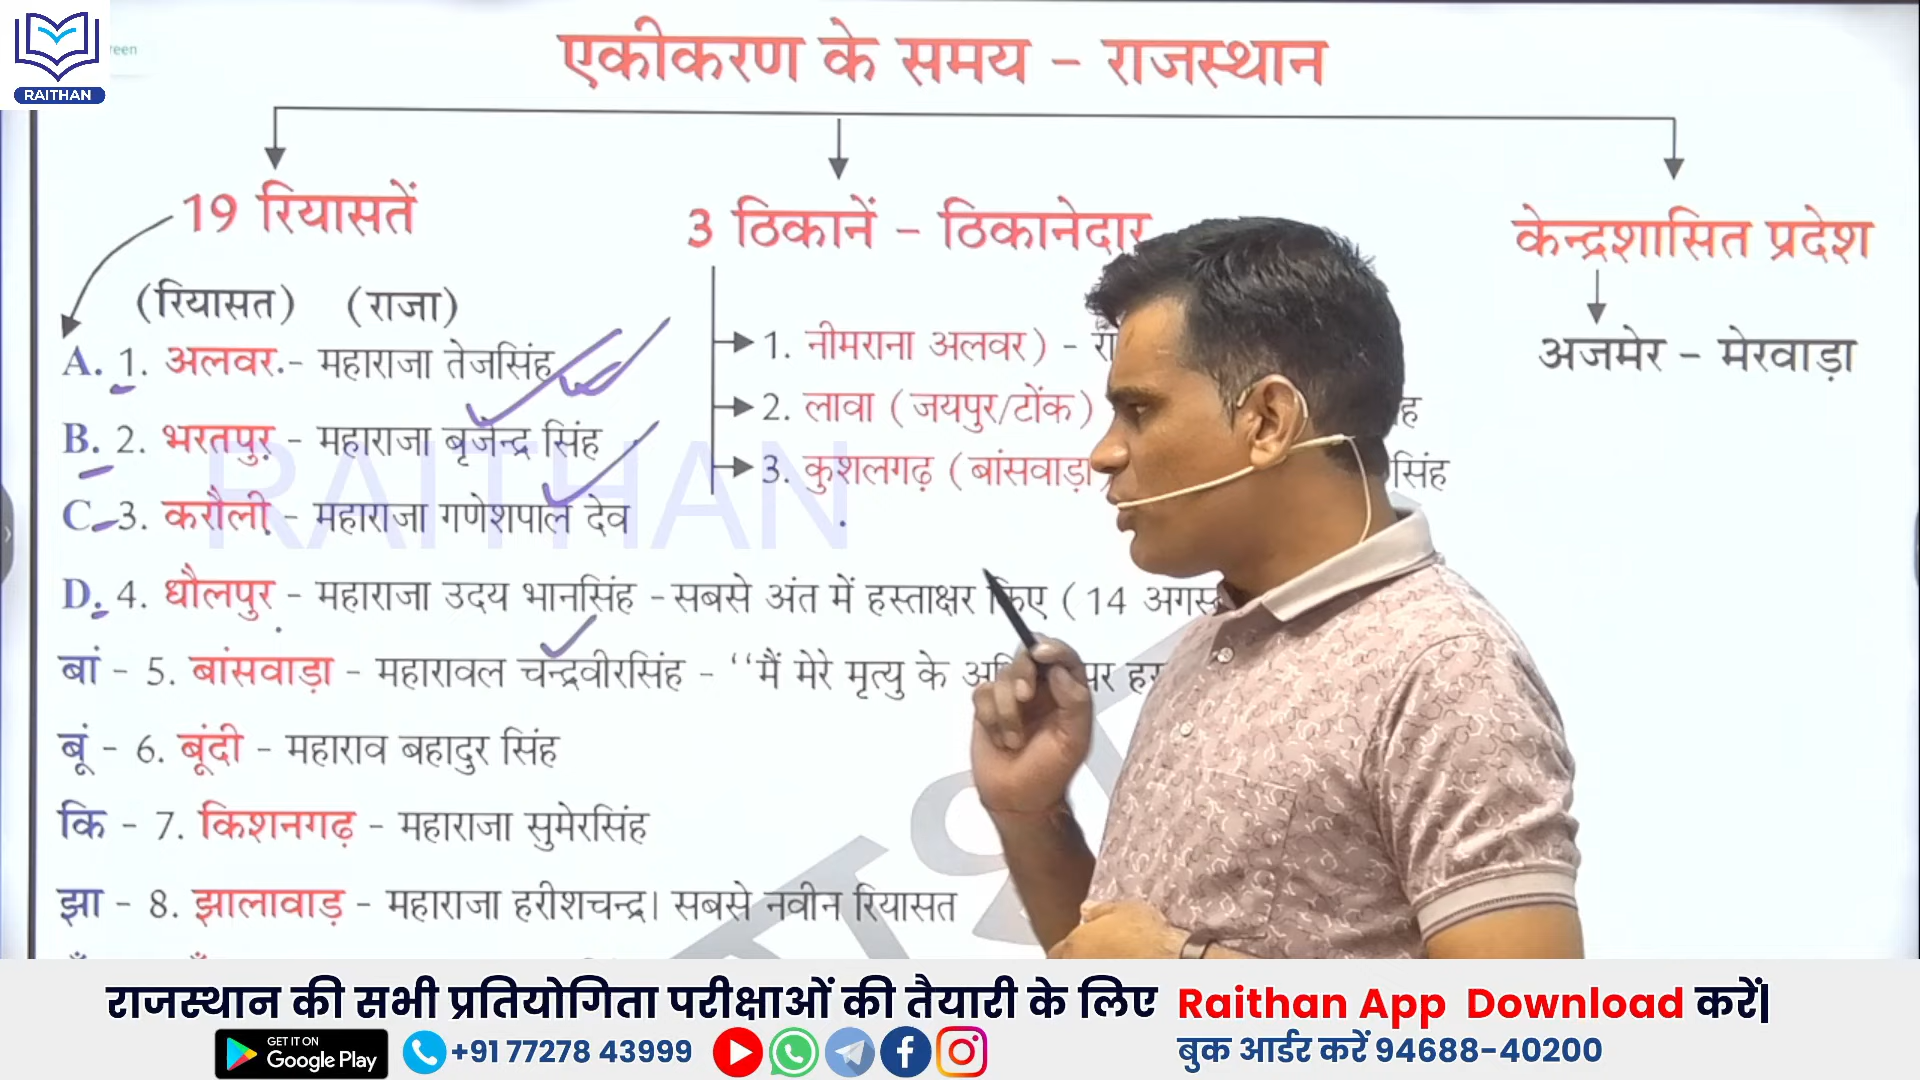 RAITHAN
reen
एकीकरण के समय - राजस्थान
19 रियासतें
3 ठिकानें - ठिकानेदार
केन्द्रशासित प्रदेश
(रियासत) (राजा)
1. नीमराना अलवर) -
अजमेर - मेरवाड़ा
A. 1. अलवर.- महाराजा तेजसिंह
2. लावा (जयपुर/टोंक)
B. 2. भरतपुर - महाराजा बृजेन्द्र सिंह
3. कुशलगढ़ (बांसवाड़ा) सिंह
RAITHAN
C. 3. करौली - महाराजा गणेशपाल देव
D. 4. धौलपुर - महाराजा उदय भानसिंह - सबसे अंत में हस्ताक्षर किए ( 14
बां - 5. बांसवाड़ा - महारावल चन्द्रवीरसिंह - ‘‘मैं मेरे मृत्यु के पर
बूं - 6. बूंदी - महाराव बहादुर सिंह
कि - 7. किशनगढ़ - महाराजा सुमेरसिंह
झा - 8. झालावाड़ - महाराजा हरीशचन्द्र। सबसे नवीन रियासत
राजस्थान की सभी प्रतियोगिता परीक्षाओं की तैयारी के लिए Raithan App Download करें|
GET IT ON
Google Play
+91 77278 43999
बुक आर्डर करें 94688-40200